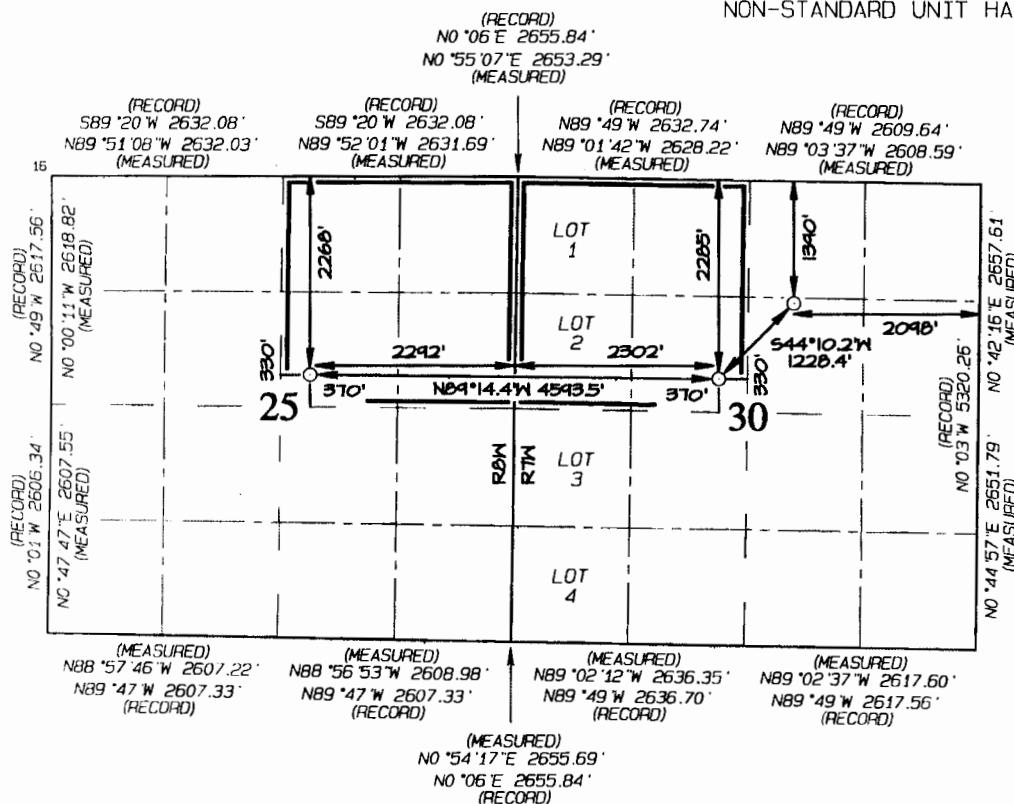 NON-STANDARD UNIT HA
(RECORD)
N0°06'E 2655.84'
N0°55'07"E 2653.29'
(MEASURED)
(RECORD)
S89°20'W 2632.08'
N89°51'08"W 2632.03'
(MEASURED)
(RECORD)
S89°20'W 2632.08'
N89°52'01"W 2631.69'
(MEASURED)
(RECORD)
N89°49'W 2632.74'
N89°01'42"W 2628.22'
(MEASURED)
(RECORD)
N89°49'W 2609.64'
N89°03'37"W 2608.59'
(MEASURED)
16
(RECORD)
N0°49'W 2617.56'
N0°00'11"W 2618.82'
(MEASURED)
(RECORD)
N0°01'W 2606.34'
N0°47'47"E 2607.55'
(MEASURED)
2268'
LOT
1
2285'
1340'
LOT
2
2292'
2302'
2098'
S44°10.2'W
1228.4'
330'
370'
N89°14.4'W 4593.5'
370'
330'
25
30
R8W
R7W
LOT
3
LOT
4
N0°42'16"E 2657.61'
(MEASURED)
(RECORD)
N0°03'W 5320.26'
N0°44'57"E 2651.79'
(MEASURED)
(MEASURED)
N88°57'46"W 2607.22'
N89°47'W 2607.33'
(RECORD)
(MEASURED)
N88°56'53"W 2608.98'
N89°47'W 2607.33'
(RECORD)
(MEASURED)
N89°02'12"W 2636.35'
N89°49'W 2636.70'
(RECORD)
(MEASURED)
N89°02'37"W 2617.60'
N89°49'W 2617.56'
(RECORD)
(MEASURED)
N0°54'17"E 2655.69'
N0°06'E 2655.84'
(RECORD)